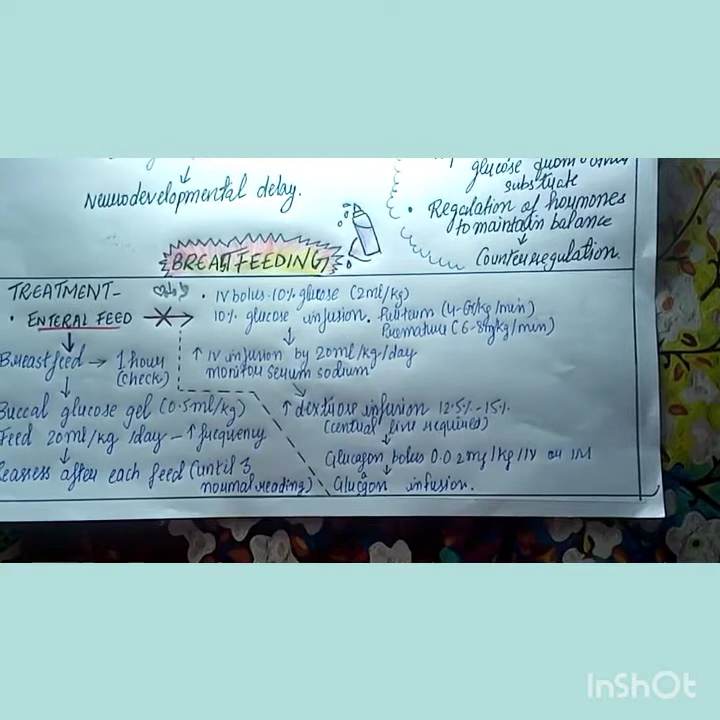 Neurodevelopmental delay.
glucose from other
substrate
• Regulation of hormones
to maintain balance
Counterregulation.
BREASTFEEDING
TREATMENT-
• ENTERAL FEED
Breastfeed → 1 hour
(check)
Buccal glucose gel (0.5ml/kg)
Feed 20ml/kg/day - ↑ frequency
Reassess after each feed (until 3
normal reading)
• IV bolus · 10% glucose (2ml/kg)
10% glucose infusion.
(4-6 /kg/min)
Premature (6-8mg/kg/min)
↑ IV infusion by 20ml/kg/day
monitor serum sodium
↑ dextrose infusion 12.5%-15%
(central line required)
Glucagon bolus 0.02mg/kg/IV or IM
Glucagon infusion.
InShOt